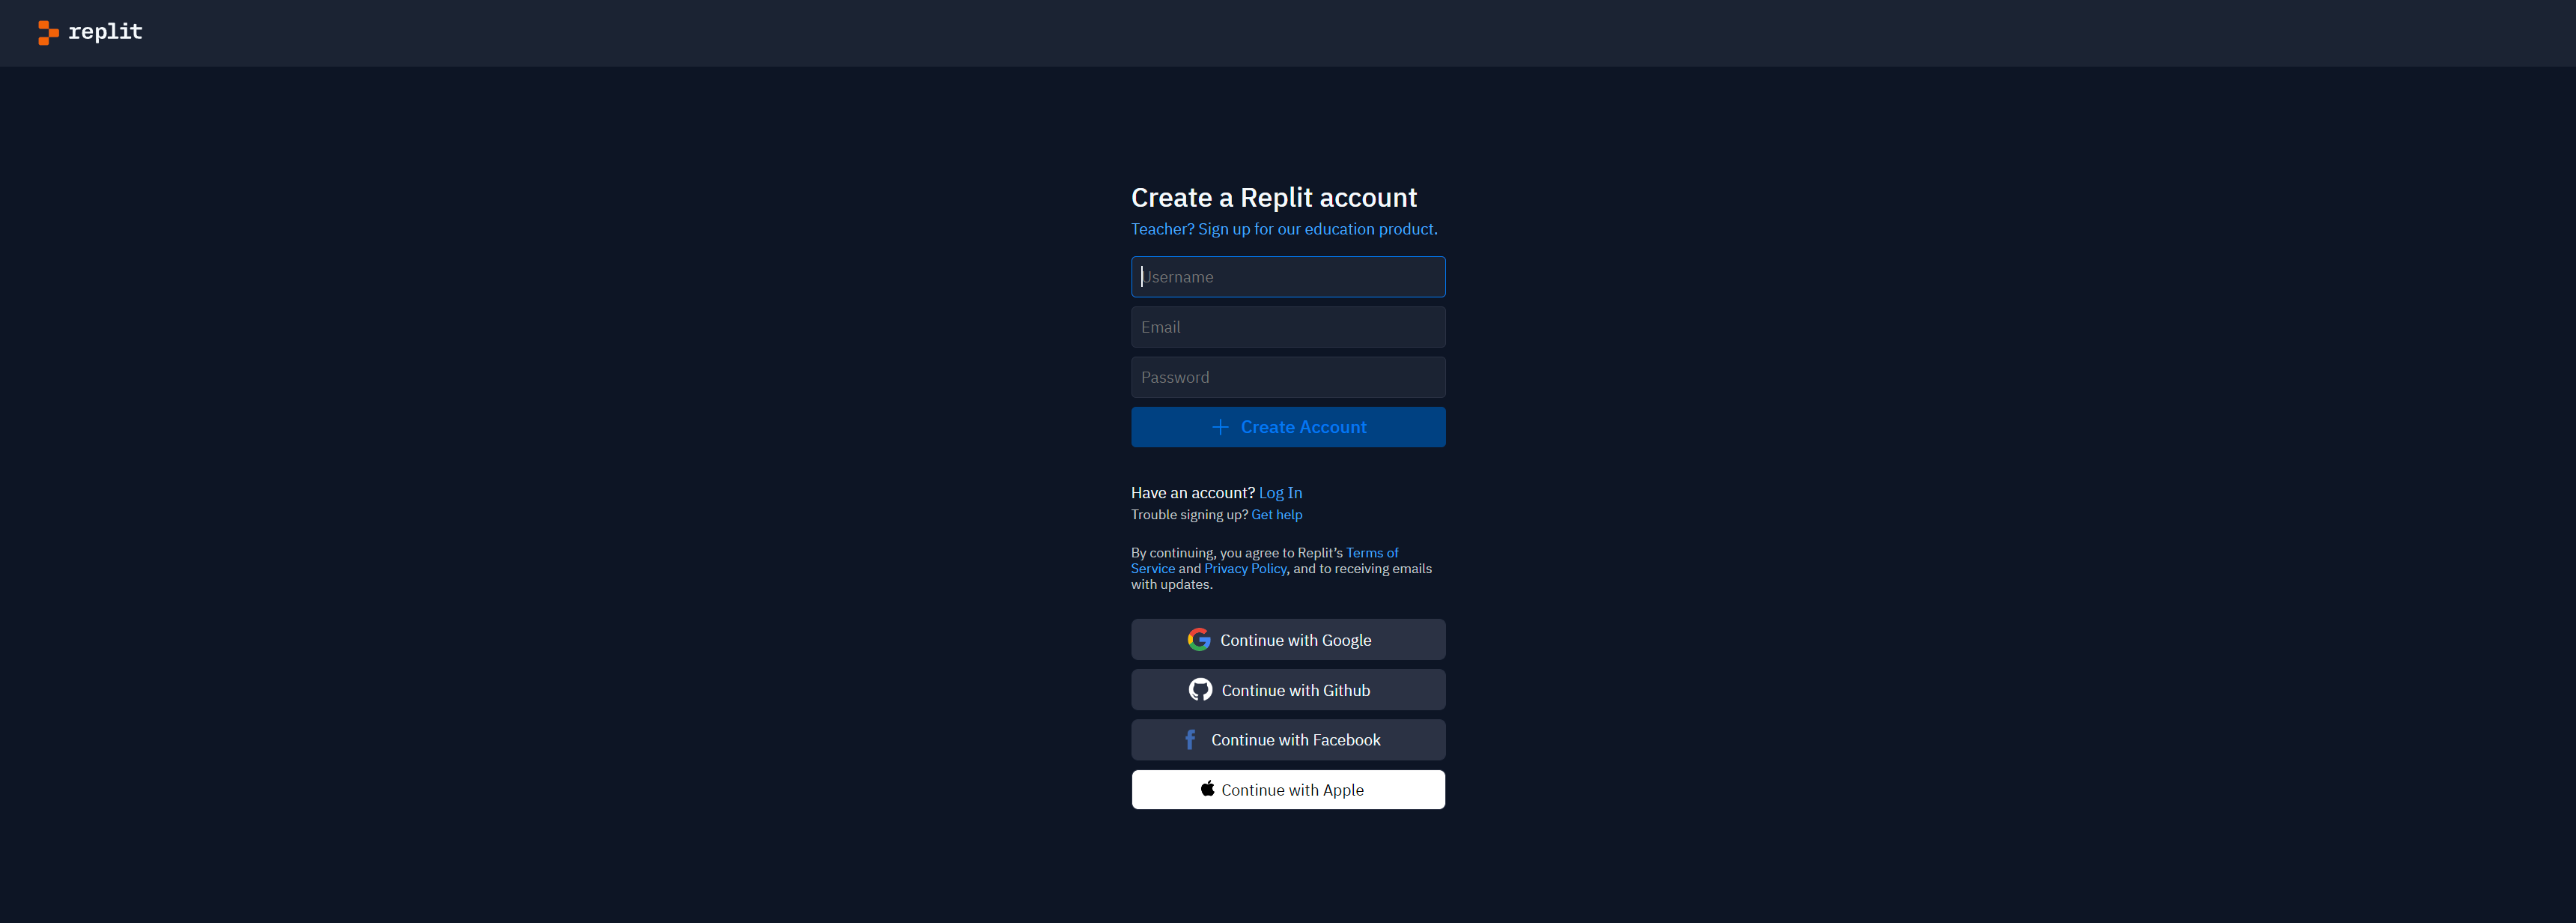 replit
Create a Replit account
Teacher? Sign up for our education product.
Username
Email
Password
Create Account
Have an account? Log In
Trouble signing up? Get help
By continuing, you agree to Replit’s Terms of
Service and Privacy Policy, and to receiving emails
with updates.
Continue with Google
Continue with Github
Continue with Facebook
Continue with Apple